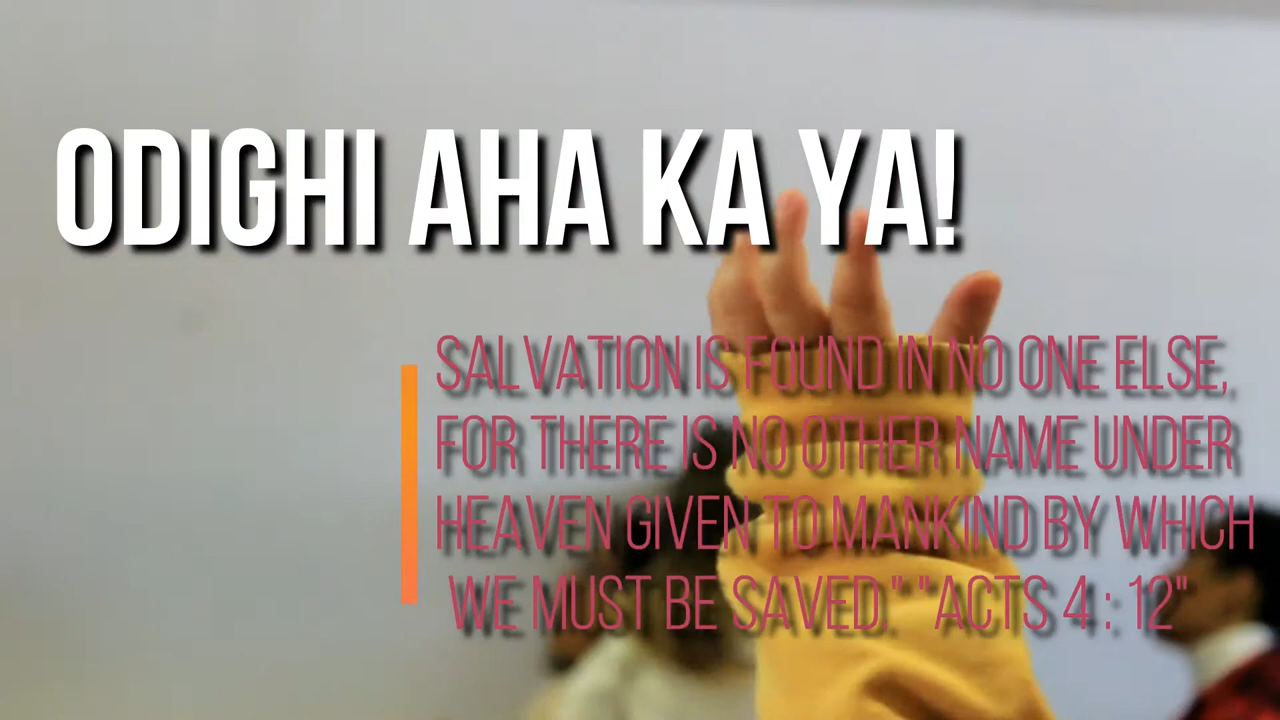 ODIGHI AHA KA YA!
SALVATION IS FOUND IN NO ONE ELSE,
FOR THERE IS NO OTHER NAME UNDER
HEAVEN GIVEN TO MANKIND BY WHICH
WE MUST BE SAVED." "ACTS 4 : 12"